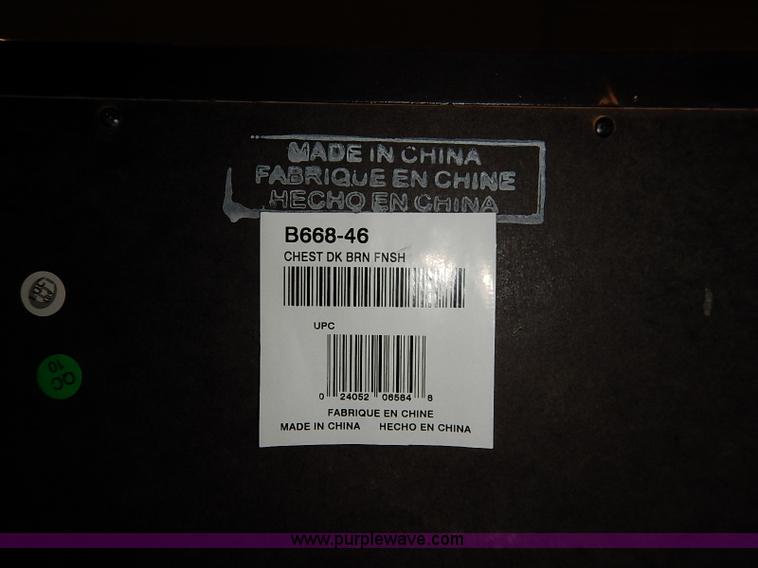 MADE IN CHINA
FABRIQUE EN CHINE
HECHO EN CHINA
B668-46
CHEST DK BRN FNSH
UPC
0 24052 06584 8
FABRIQUE EN CHINE
MADE IN CHINA HECHO EN CHINA
QC
10
www.purplewave.com